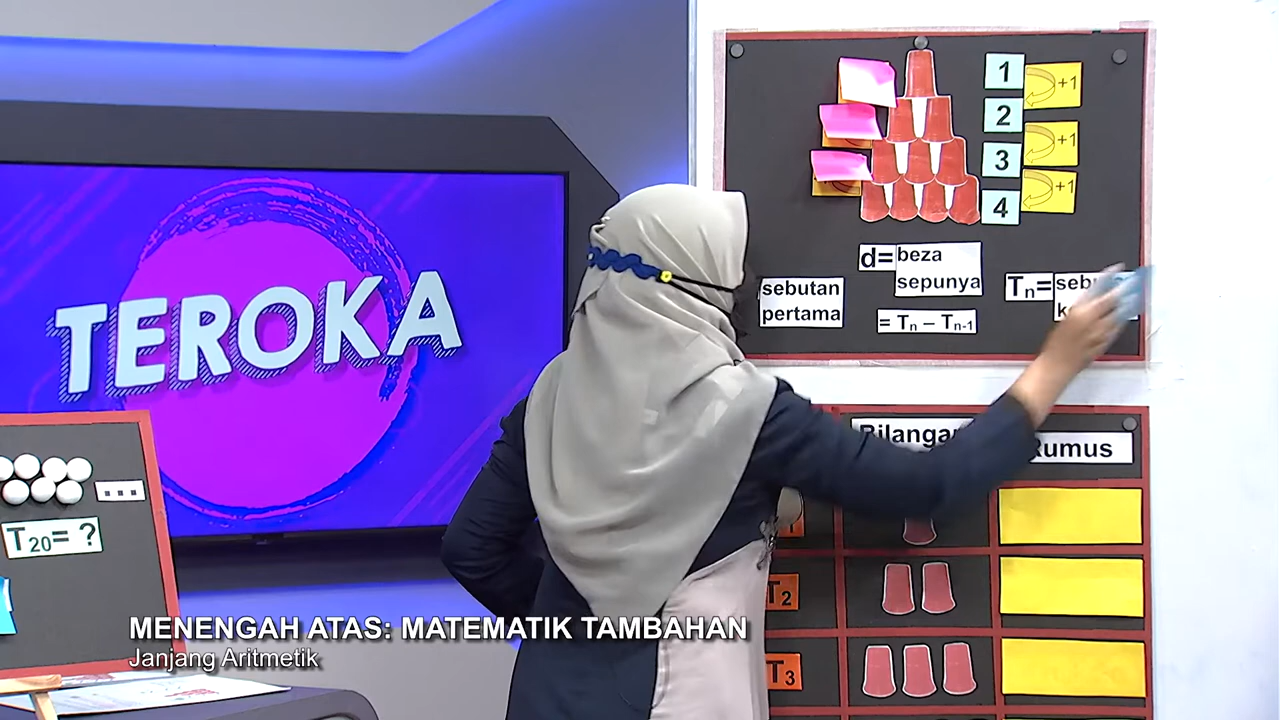 TEROKA
1
+1
2
+1
3
+1
4
d=
beza
sepunya
sebutan
pertama
= Tn – Tn-1
Tn=
Rumus
T20= ?
T2
T3
MENENGAH ATAS: MATEMATIK TAMBAHAN
Janjang Aritmetik